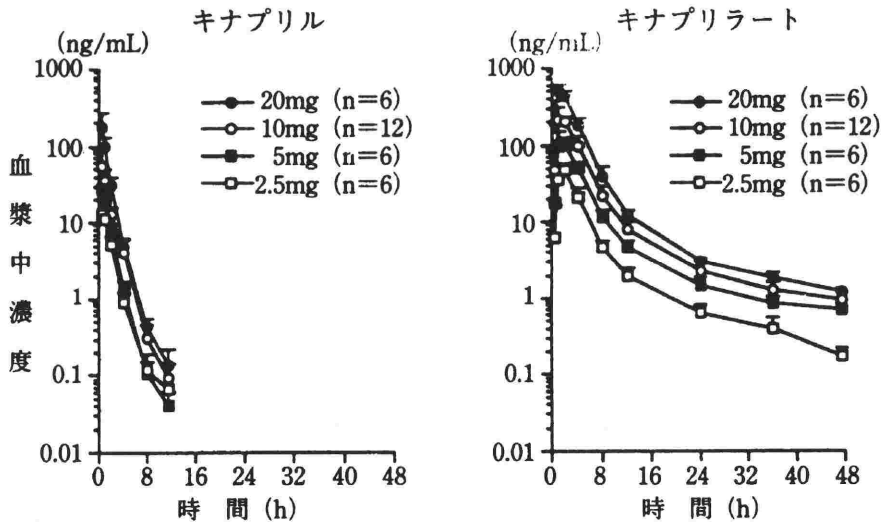 キナプリル
(ng/mL)
1000
100
10
1
0.1
0.01
血漿中濃度
20mg (n=6)
10mg (n=12)
5mg (n=6)
2.5mg (n=6)
0 8 16 24 32 40 48
時間 (h)
キナプリラート
(ng/mL)
1000
100
10
1
0.1
0.01
20mg (n=6)
10mg (n=12)
5mg (n=6)
2.5mg (n=6)
0 8 16 24 32 40 48
時間 (h)